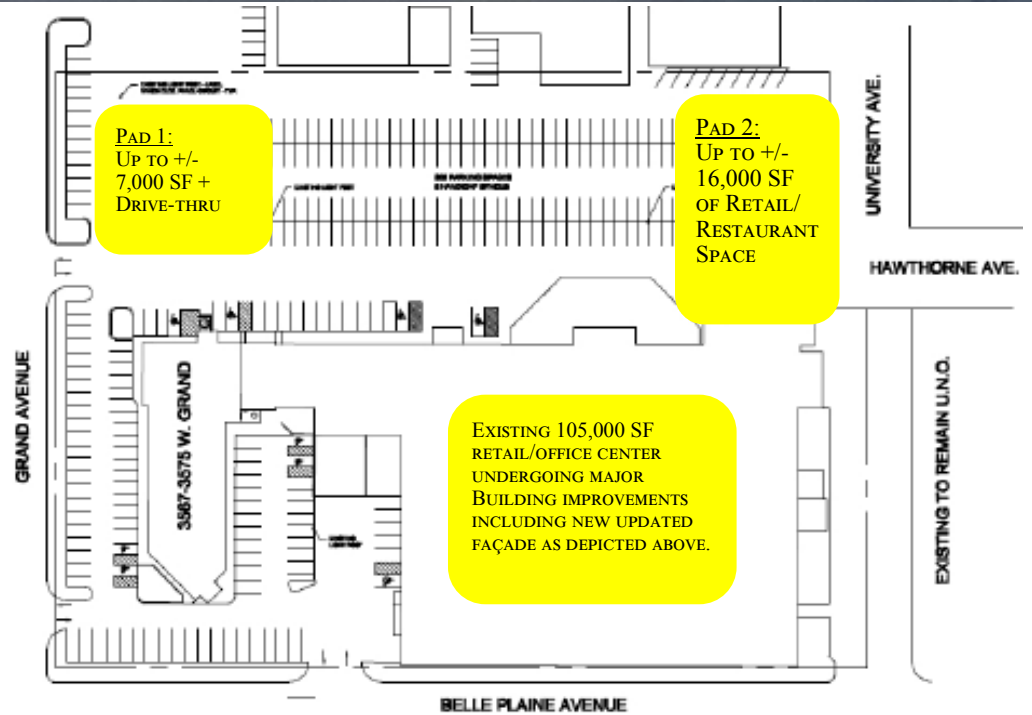 PAD 1:
UP TO +/-
7,000 SF +
DRIVE-THRU
PAD 2:
UP TO +/-
16,000 SF
OF RETAIL/
RESTAURANT
SPACE
UNIVERSITY AVE.
HAWTHORNE AVE.
GRAND AVENUE
3567-3575 W. GRAND
EXISTING 105,000 SF
RETAIL/OFFICE CENTER
UNDERGOING MAJOR
BUILDING IMPROVEMENTS
INCLUDING NEW UPDATED
FAÇADE AS DEPICTED ABOVE.
EXISTING TO REMAIN U.N.O.
BELLE PLAINE AVENUE